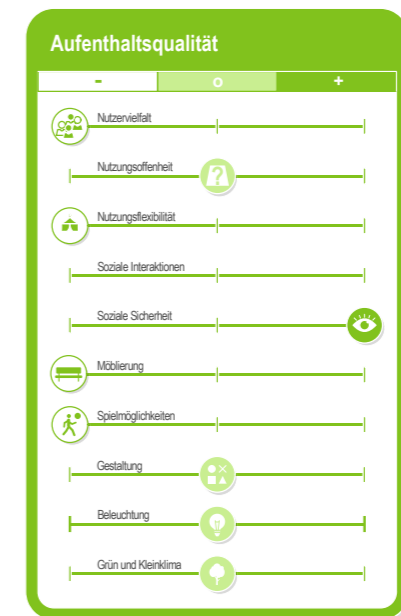 Aufenthaltsqualität
- o +
Nutzervielfalt
Nutzungsoffenheit
?
Nutzungsflexibilität
Soziale Interaktionen
Soziale Sicherheit
Möblierung
Spielmöglichkeiten
Gestaltung
Beleuchtung
Grün und Kleinklima